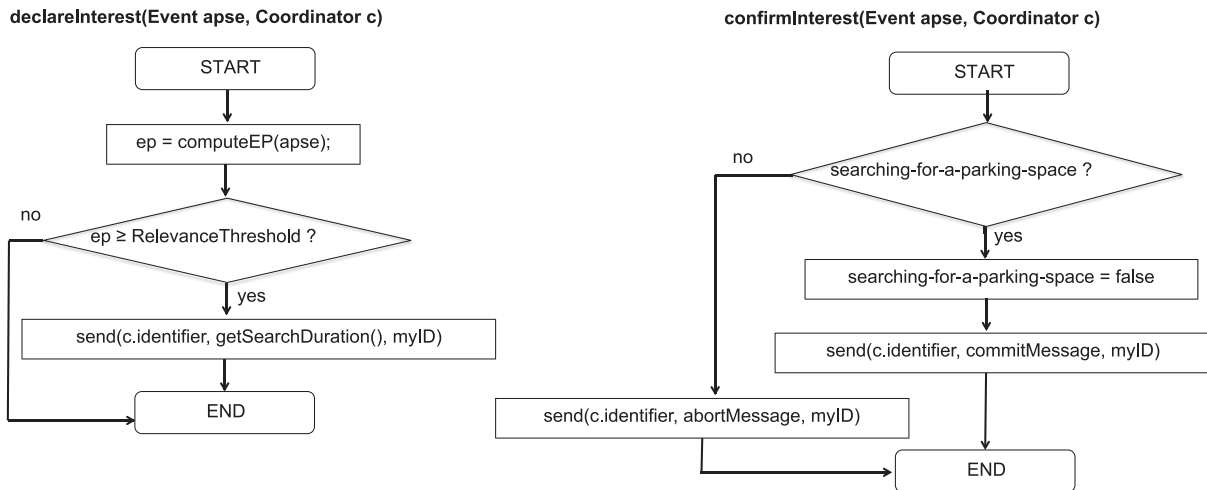 declareInterest(Event apse, Coordinator c)
START
ep = computeEP(apse);
ep ≥ RelevanceThreshold ?
no
yes
send(c.identifier, getSearchDuration(), myID)
END
confirmInterest(Event apse, Coordinator c)
START
searching-for-a-parking-space ?
no
yes
searching-for-a-parking-space = false
send(c.identifier, commitMessage, myID)
send(c.identifier, abortMessage, myID)
END